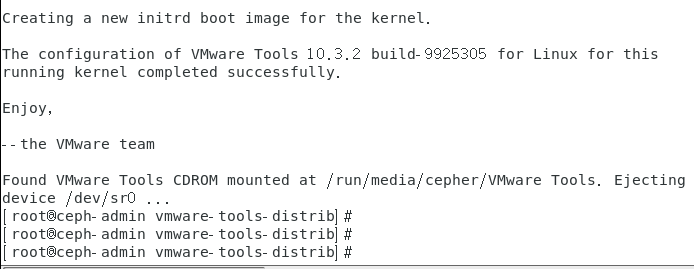 Creating a new initrd boot image for the kernel.
The configuration of VMware Tools 10.3.2 build-9925305 for Linux for this
running kernel completed successfully.
Enjoy,
--the VMware team
Found VMware Tools CDROM mounted at /run/media/cepher/VMware Tools. Ejecting
device /dev/sr0 ...
[root@ceph-admin vmware-tools-distrib]#
[root@ceph-admin vmware-tools-distrib]#
[root@ceph-admin vmware-tools-distrib]#